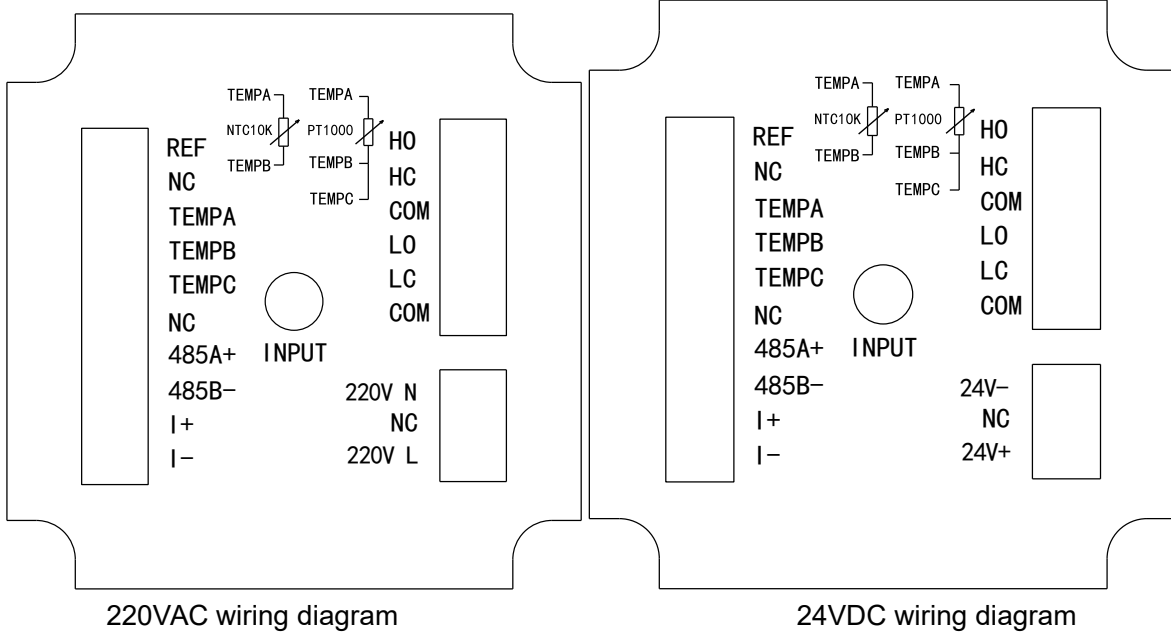 TEMPA
TEMPA
NTC10K
PT1000
TEMPB
TEMPB
TEMPC
REF
NC
TEMPA
TEMPB
TEMPC
NC
485A+
485B-
I+
I-
INPUT
HO
HC
COM
LO
LC
COM
220V N
NC
220V L
220VAC wiring diagram
TEMPA
TEMPA
NTC10K
PT1000
TEMPB
TEMPB
TEMPC
REF
NC
TEMPA
TEMPB
TEMPC
NC
485A+
485B-
I+
I-
INPUT
HO
HC
COM
LO
LC
COM
24V-
NC
24V+
24VDC wiring diagram